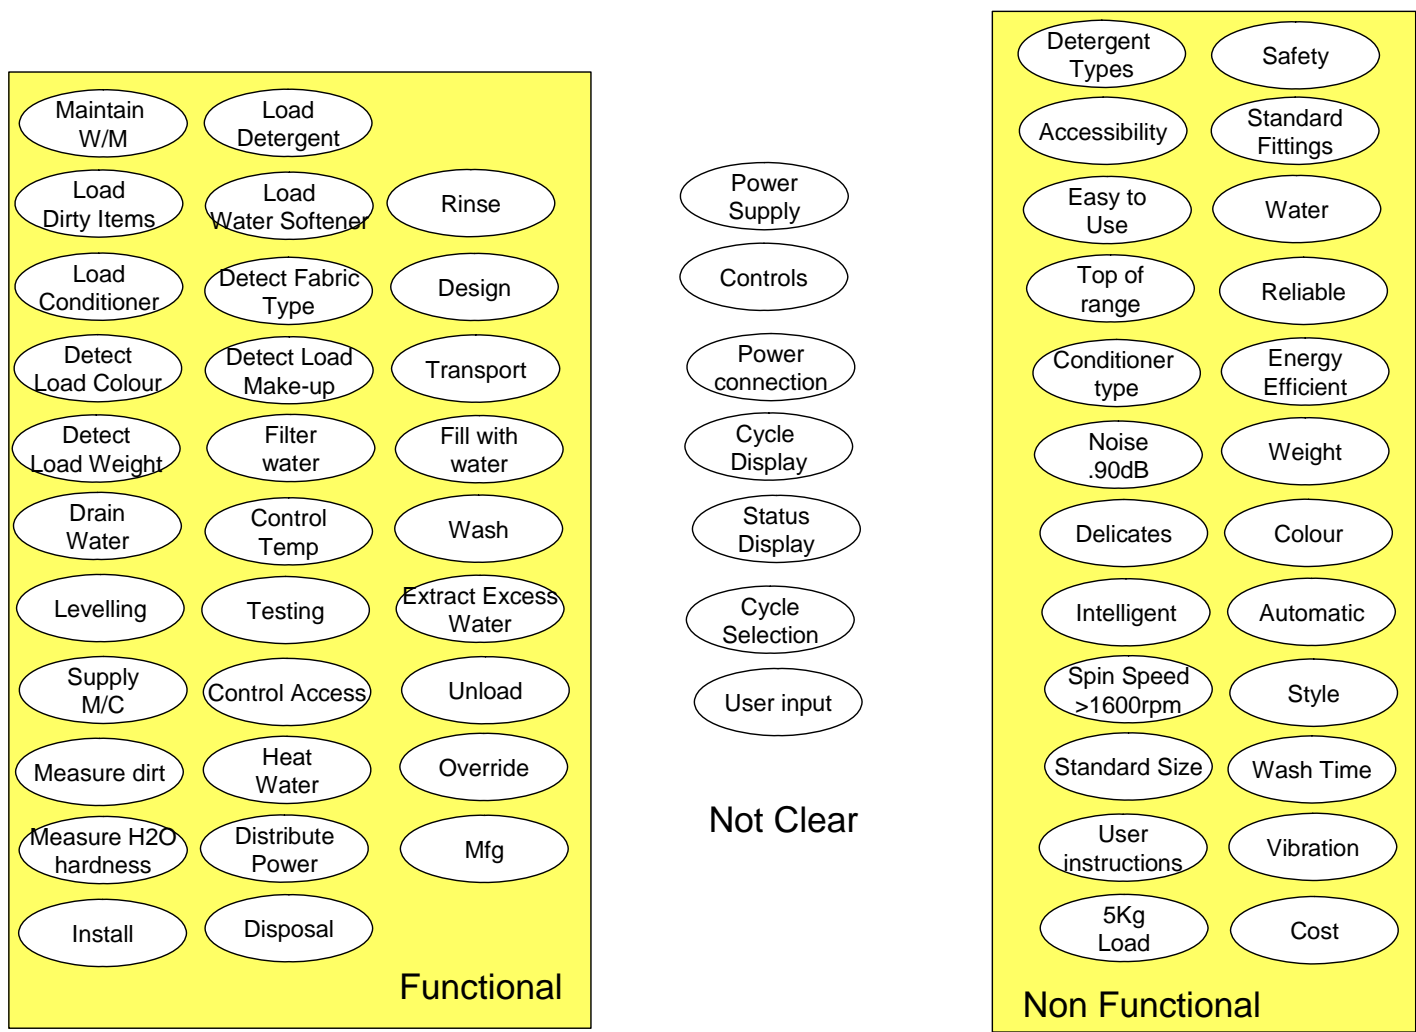 Maintain
W/M
Load
Dirty Items
Load
Conditioner
Detect
Load Colour
Detect
Load Weight
Drain
Water
Levelling
Supply
M/C
Measure dirt
Measure H2O
hardness
Install
Load
Detergent
Load
Water Softener
Detect Fabric
Type
Detect Load
Make-up
Filter
water
Control
Temp
Testing
Control Access
Heat
Water
Distribute
Power
Disposal
Rinse
Design
Transport
Fill with
water
Wash
Extract Excess
Water
Unload
Override
Mfg
Functional
Power
Supply
Controls
Power
connection
Cycle
Display
Status
Display
Cycle
Selection
User input
Not Clear
Detergent
Types
Accessibility
Easy to
Use
Top of
range
Conditioner
type
Noise
.90dB
Delicates
Intelligent
Spin Speed
>1600rpm
Standard Size
User
instructions
5Kg
Load
Safety
Standard
Fittings
Water
Reliable
Energy
Efficient
Weight
Colour
Automatic
Style
Wash Time
Vibration
Cost
Non Functional